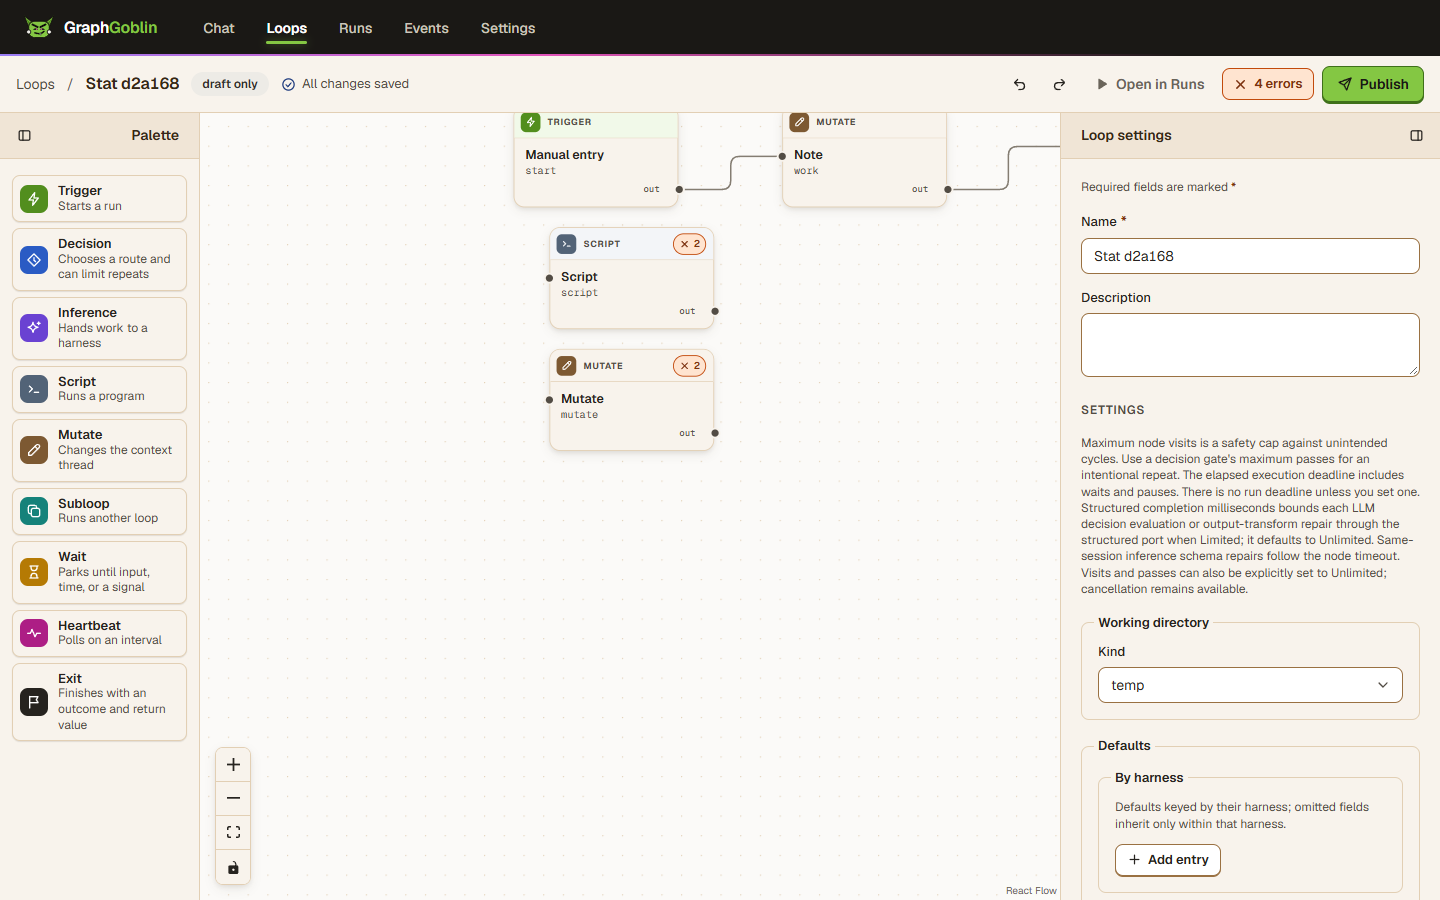 GraphGoblin
Chat
Loops
Runs
Events
Settings
Loops / Stat d2a168
draft only
All changes saved
Open in Runs
4 errors
Publish
Palette
Trigger
Starts a run
Decision
Chooses a route and
can limit repeats
Inference
Hands work to a
harness
Script
Runs a program
Mutate
Changes the context
thread
Subloop
Runs another loop
Wait
Parks until input,
time, or a signal
Heartbeat
Polls on an interval
Exit
Finishes with an
outcome and return
value
TRIGGER
Manual entry
start
out
MUTATE
Note
work
out
SCRIPT
2
Script
script
out
MUTATE
2
Mutate
mutate
out
React Flow
Loop settings
Required fields are marked *
Name *
Stat d2a168
Description
SETTINGS
Maximum node visits is a safety cap against unintended
cycles. Use a decision gate's maximum passes for an
intentional repeat. The elapsed execution deadline includes
waits and pauses. There is no run deadline unless you set one.
Structured completion milliseconds bounds each LLM
decision evaluation or output-transform repair through the
structured port when Limited; it defaults to Unlimited. Same-
session inference schema repairs follow the node timeout.
Visits and passes can also be explicitly set to Unlimited;
cancellation remains available.
Working directory
Kind
temp
Defaults
By harness
Defaults keyed by their harness; omitted fields
inherit only within that harness.
Add entry